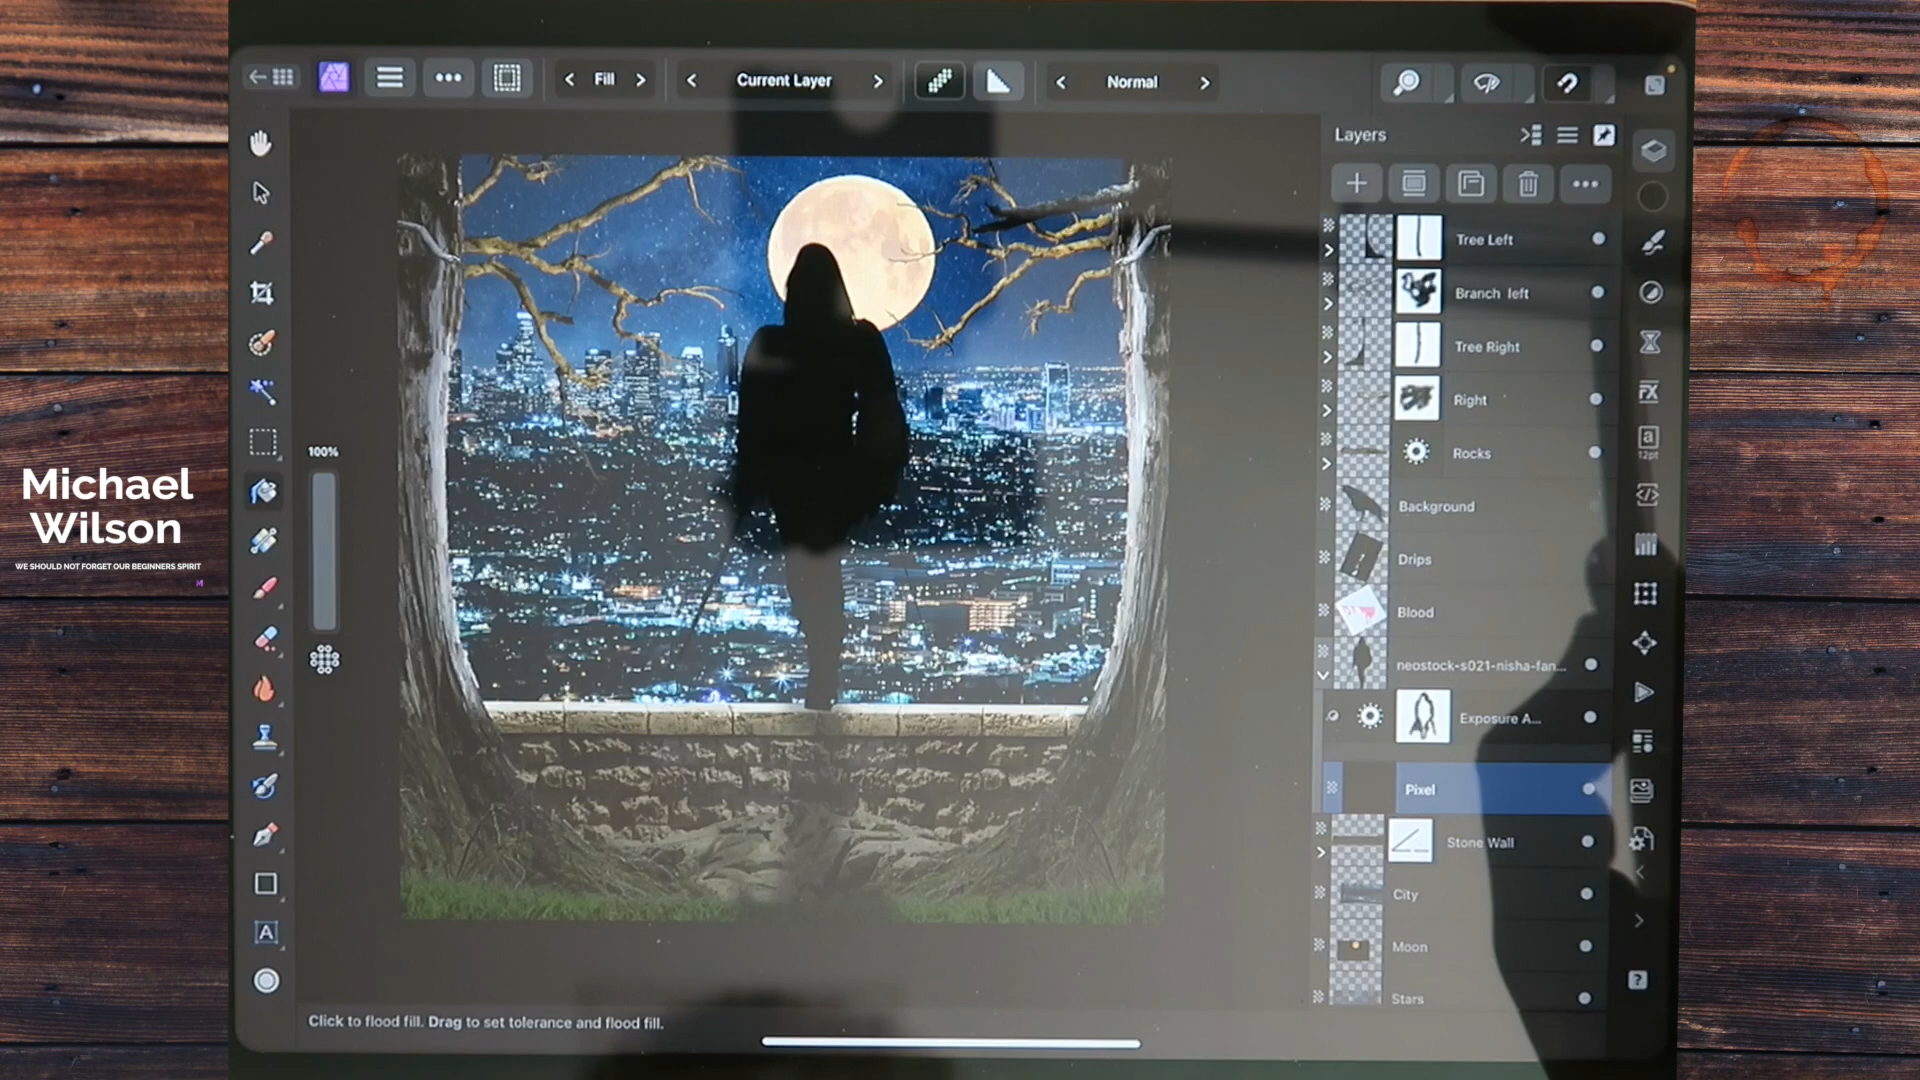 Fill
Current Layer
Normal
Layers
Tree Left
Branch left
Tree Right
Right
Rocks
Background
Drips
Blood
neostock-s021-nisha-fan...
Exposure A...
Pixel
Stone Wall
City
Moon
Stars
100%
FX
a
12pt
A
?
Michael
Wilson
WE SHOULD NOT FORGET OUR BEGINNERS SPIRIT
M
Click to flood fill. Drag to set tolerance and flood fill.